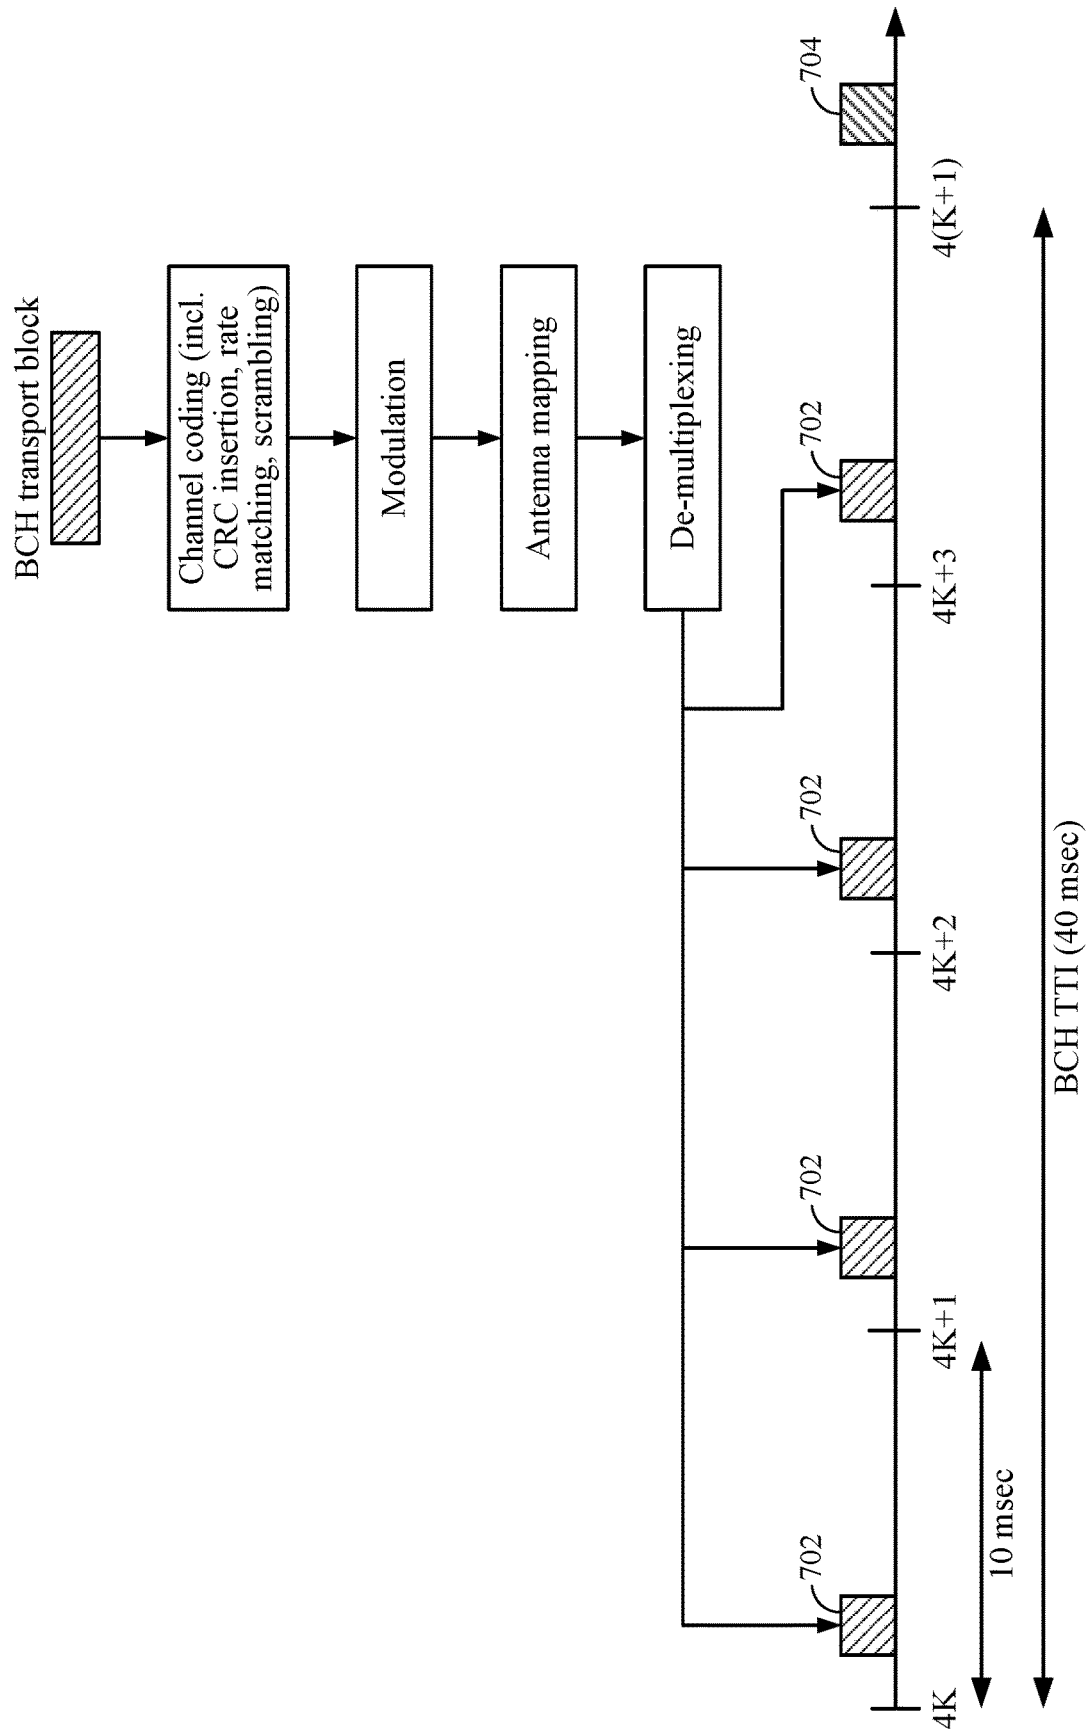 BCH transport block
Channel coding (incl.
CRC insertion, rate
matching, scrambling)
Modulation
Antenna mapping
De-multiplexing
702
702
702
702
704
4K
4K+1
4K+2
4K+3
4(K+1)
10 msec
BCH TTI (40 msec)